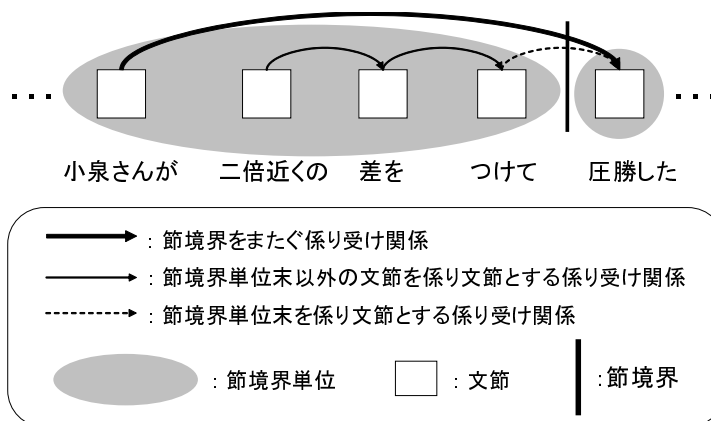 ・・・ ・・・
小泉さんが 二倍近くの 差を つけて 圧勝した
：節境界をまたぐ係り受け関係
：節境界単位末以外の文節を係り文節とする係り受け関係
：節境界単位末を係り文節とする係り受け関係
：節境界単位 ：文節 ：節境界